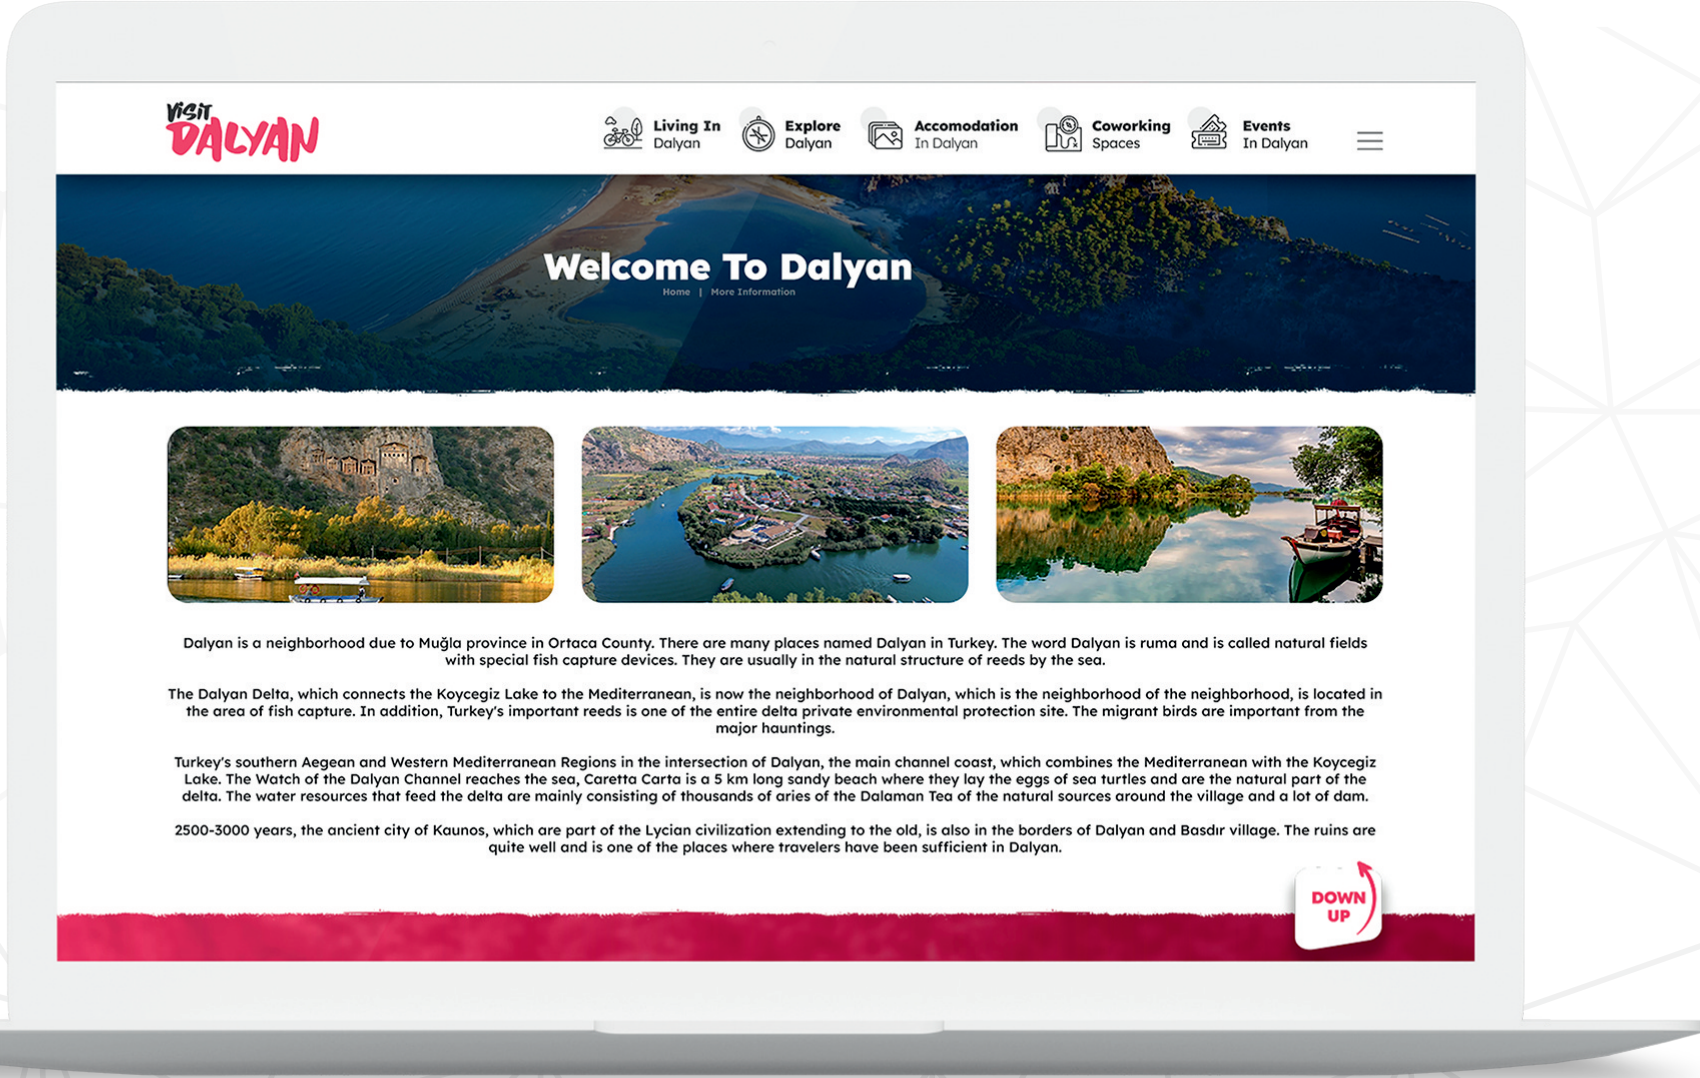 Visit
DALYAN
Living In
Dalyan
Explore
Dalyan
Accomodation
In Dalyan
Coworking
Spaces
Events
In Dalyan
Welcome To Dalyan
Home | More Information
Dalyan is a neighborhood due to Muğla province in Ortaca County. There are many places named Dalyan in Turkey. The word Dalyan is ruma and is called natural fields
with special fish capture devices. They are usually in the natural structure of reeds by the sea.
The Dalyan Delta, which connects the Koycegiz Lake to the Mediterranean, is now the neighborhood of Dalyan, which is the neighborhood of the neighborhood, is located in
the area of fish capture. In addition, Turkey's important reeds is one of the entire delta private environmental protection site. The migrant birds are important from the
major hauntings.
Turkey's southern Aegean and Western Mediterranean Regions in the intersection of Dalyan, the main channel coast, which combines the Mediterranean with the Koycegiz
Lake. The Watch of the Dalyan Channel reaches the sea, Caretta Carta is a 5 km long sandy beach where they lay the eggs of sea turtles and are the natural part of the
delta. The water resources that feed the delta are mainly consisting of thousands of aries of the Dalaman Tea of the natural sources around the village and a lot of dam.
2500-3000 years, the ancient city of Kaunos, which are part of the Lycian civilization extending to the old, is also in the borders of Dalyan and Basdır village. The ruins are
quite well and is one of the places where travelers have been sufficient in Dalyan.
DOWN
UP